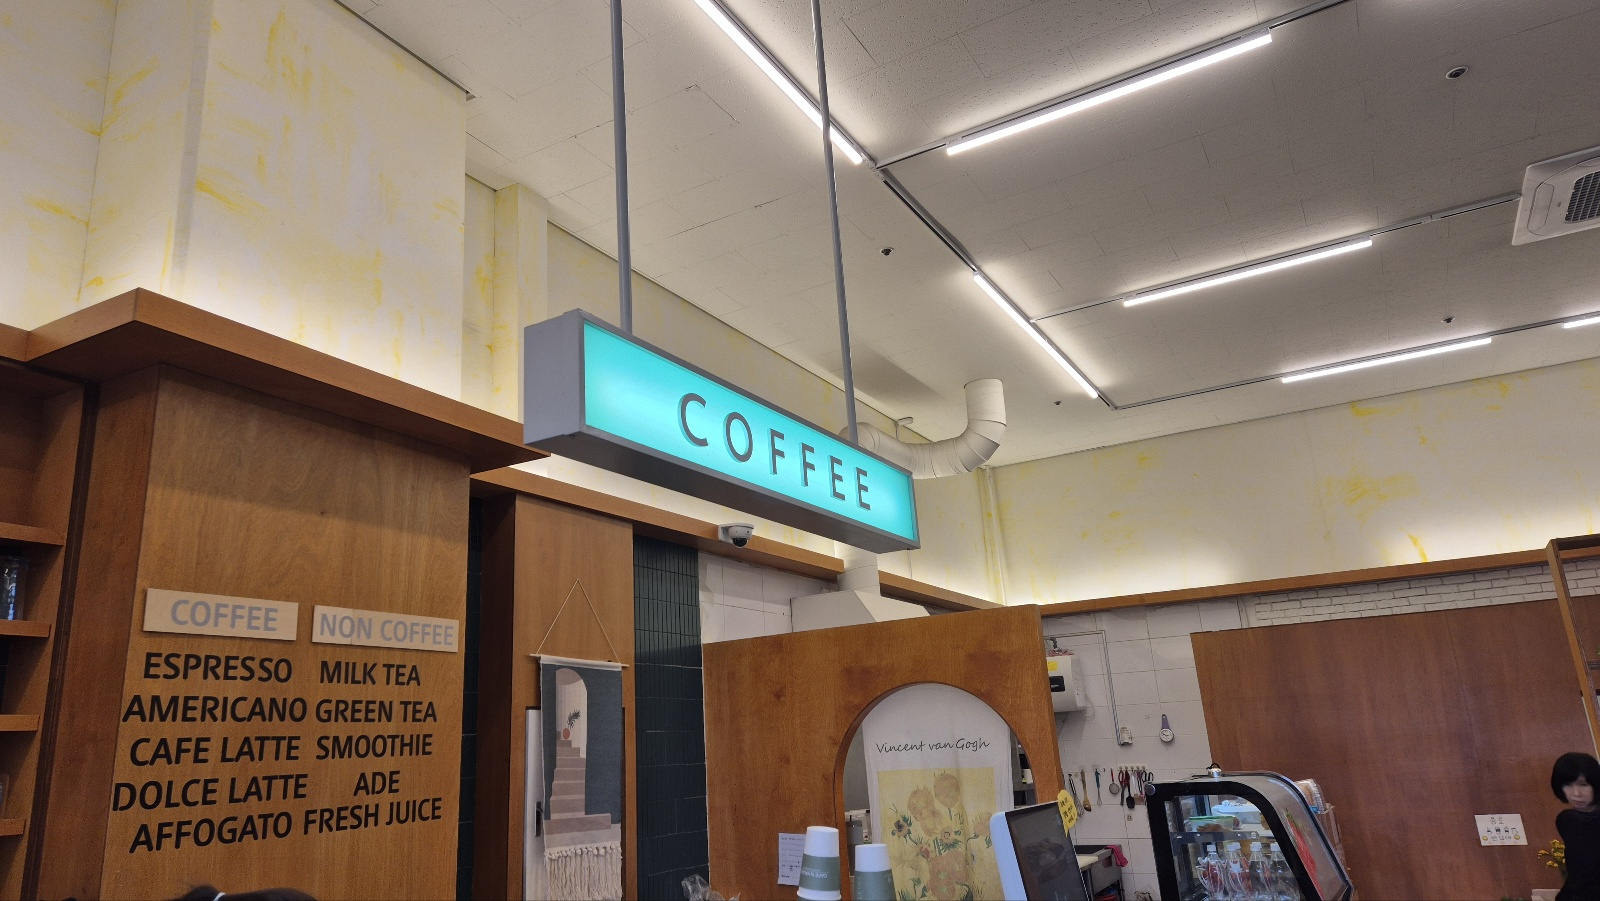 COFFEE
COFFEE
NON COFFEE
ESPRESSO
AMERICANO
CAFE LATTE
DOLCE LATTE
AFFOGATO
MILK TEA
GREEN TEA
SMOOTHIE
ADE
FRESH JUICE
Vincent van Gogh